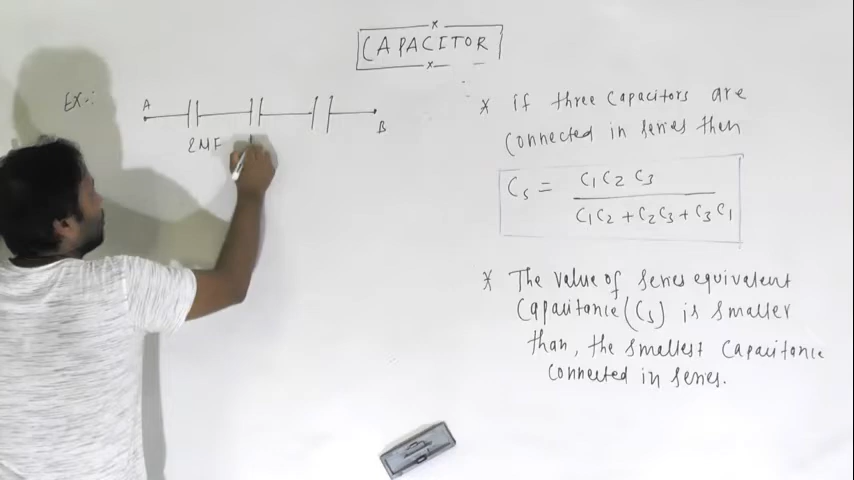 CAPACITOR
Ex:-
A
B
2MF
* if three Capacitors are
Connected in series then
Cs = C1C2C3
C1C2 + C2C3 + C3C1
* The value of series equivalent
Capacitance (Cs) is smaller
than, the smallest Capacitance
Connected in series.